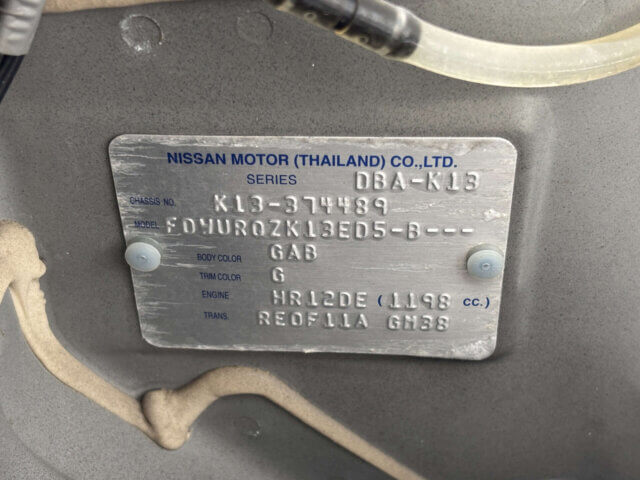 NISSAN MOTOR (THAILAND) CO.,LTD.
SERIES DBA-K13
CHASSIS NO. K13-374489
MODEL FDMUROZK13ED5-B---
BODY COLOR GAB
TRIM COLOR G
ENGINE HR12DE (1198 CC.)
TRANS. RE0F11A GM38